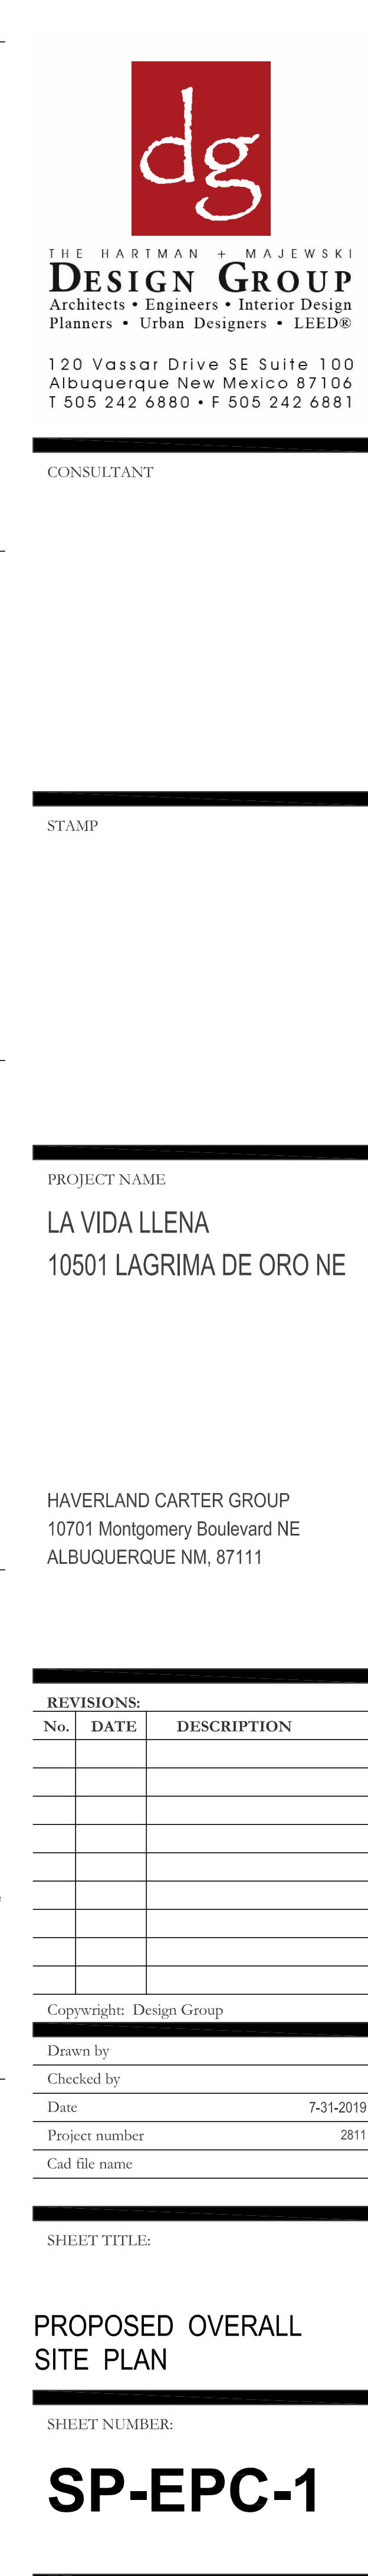 dg
THE HARTMAN + MAJEWSKI
DESIGN GROUP
Architects • Engineers • Interior Design
Planners • Urban Designers • LEED®
120 Vassar Drive SE Suite 100
Albuquerque New Mexico 87106
T 505 242 6880 • F 505 242 6881
CONSULTANT
STAMP
PROJECT NAME
LA VIDA LLENA
10501 LAGRIMA DE ORO NE
HAVERLAND CARTER GROUP
10701 Montgomery Boulevard NE
ALBUQUERQUE NM, 87111
REVISIONS:
No. DATE DESCRIPTION
Copywright: Design Group
Drawn by
Checked by
Date 7-31-2019
Project number 2811
Cad file name
SHEET TITLE:
PROPOSED OVERALL
SITE PLAN
SHEET NUMBER:
SP-EPC-1